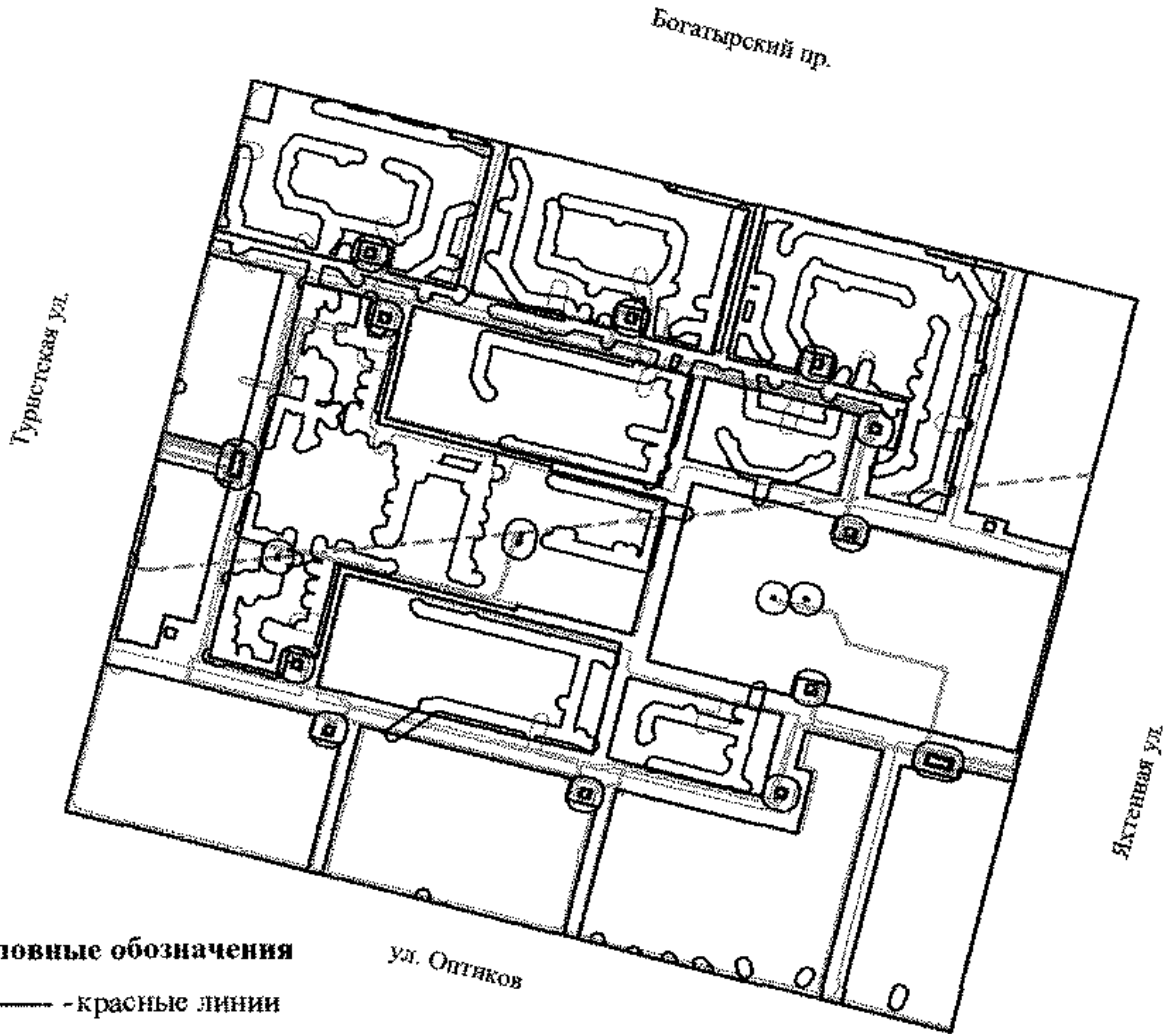 Богатырский пр.
Туристская ул.
Яхтенная ул.
ул. Оптиков
ловные обозначения
- красные линии